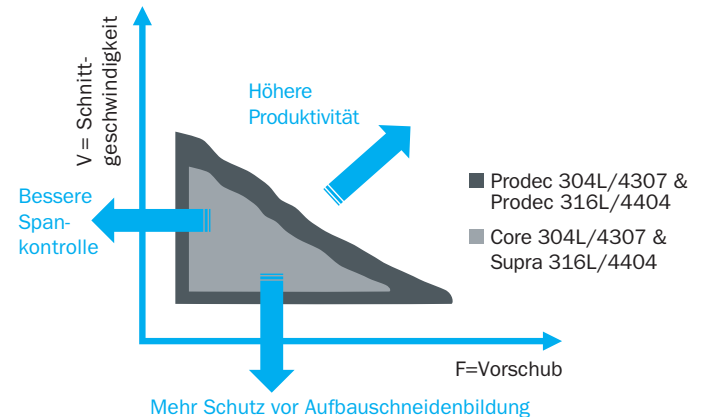 V = Schnitt-
geschwindigkeit
Höhere
Produktivität
Bessere
Span-
kontrolle
Prodec 304L/4307 &
Prodec 316L/4404
Core 304L/4307 &
Supra 316L/4404
F=Vorschub
Mehr Schutz vor Aufbauschneidenbildung